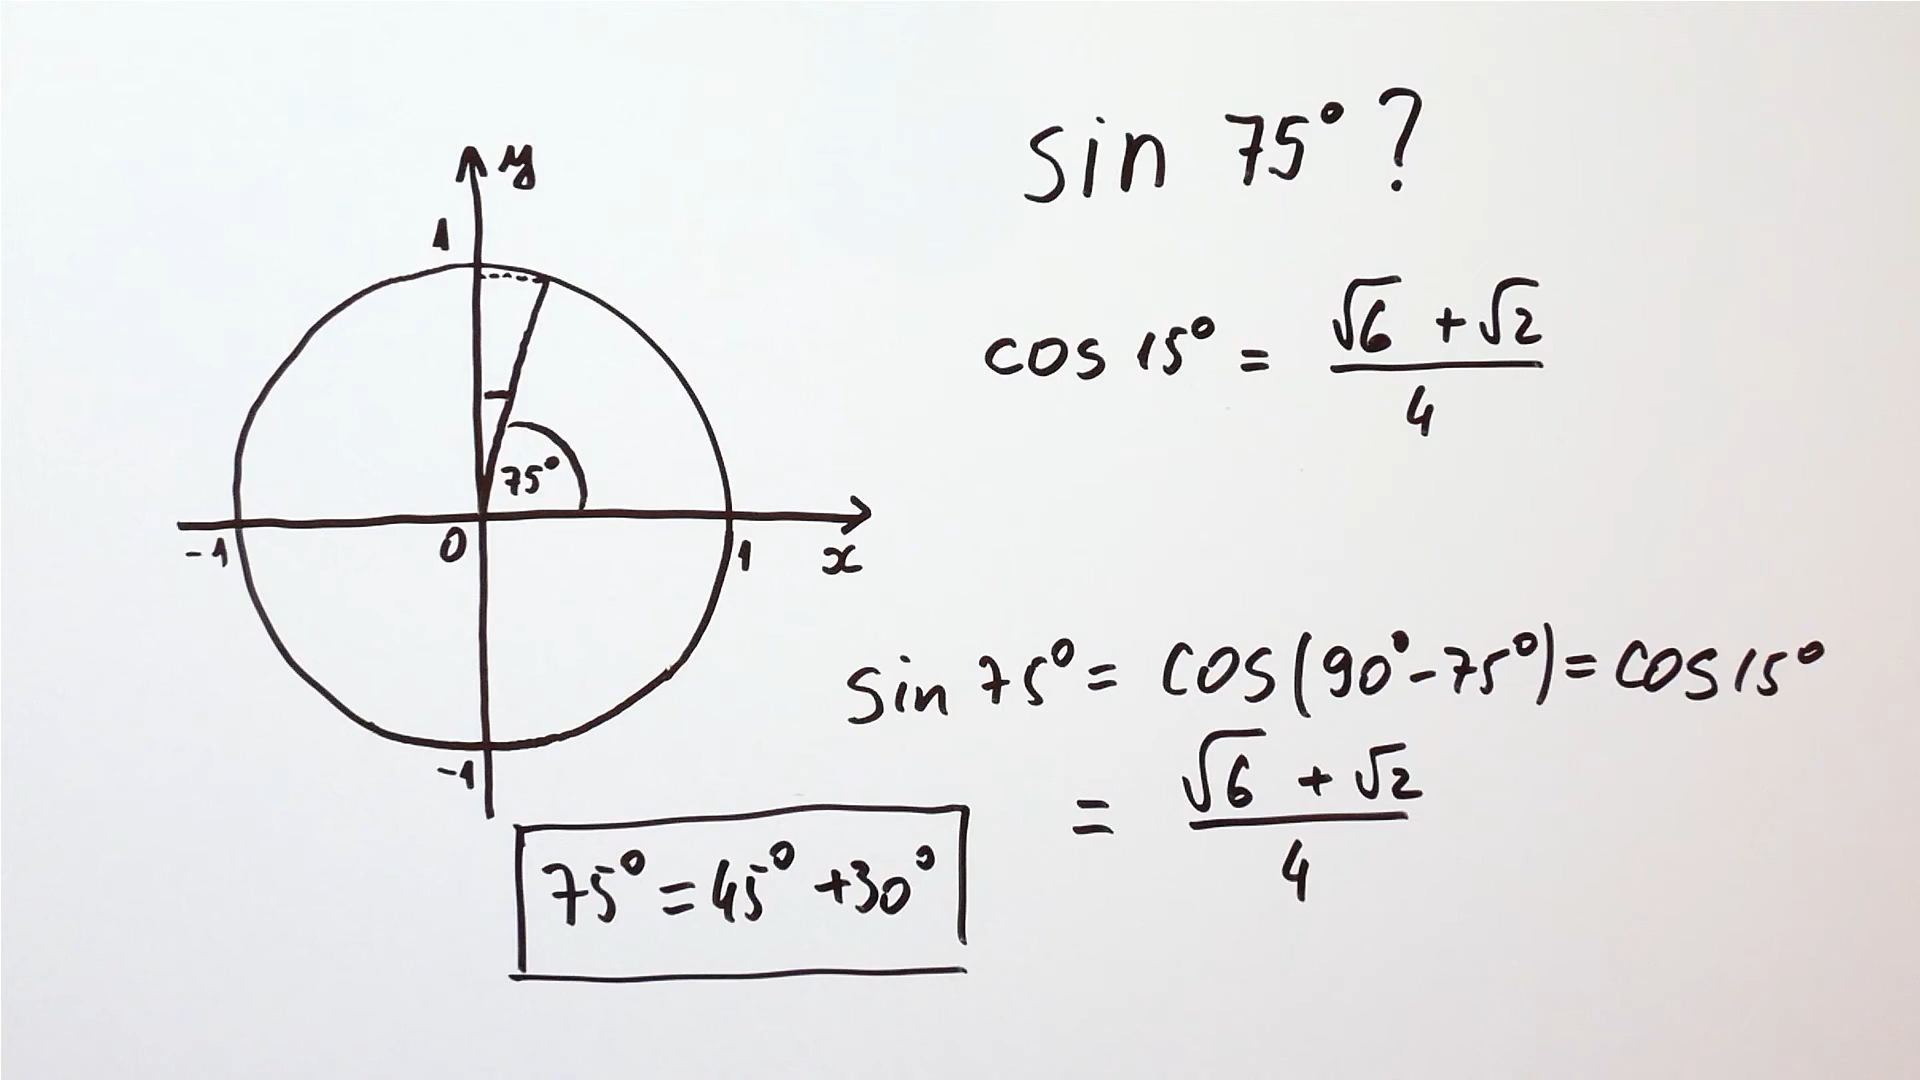 sin 75° ?
y
1
cos 15° = √6 + √2 / 4
75°
-1 0 1 x
sin 75° = cos(90° - 75°) = cos 15°
= √6 + √2 / 4
-1
75° = 45° + 30°